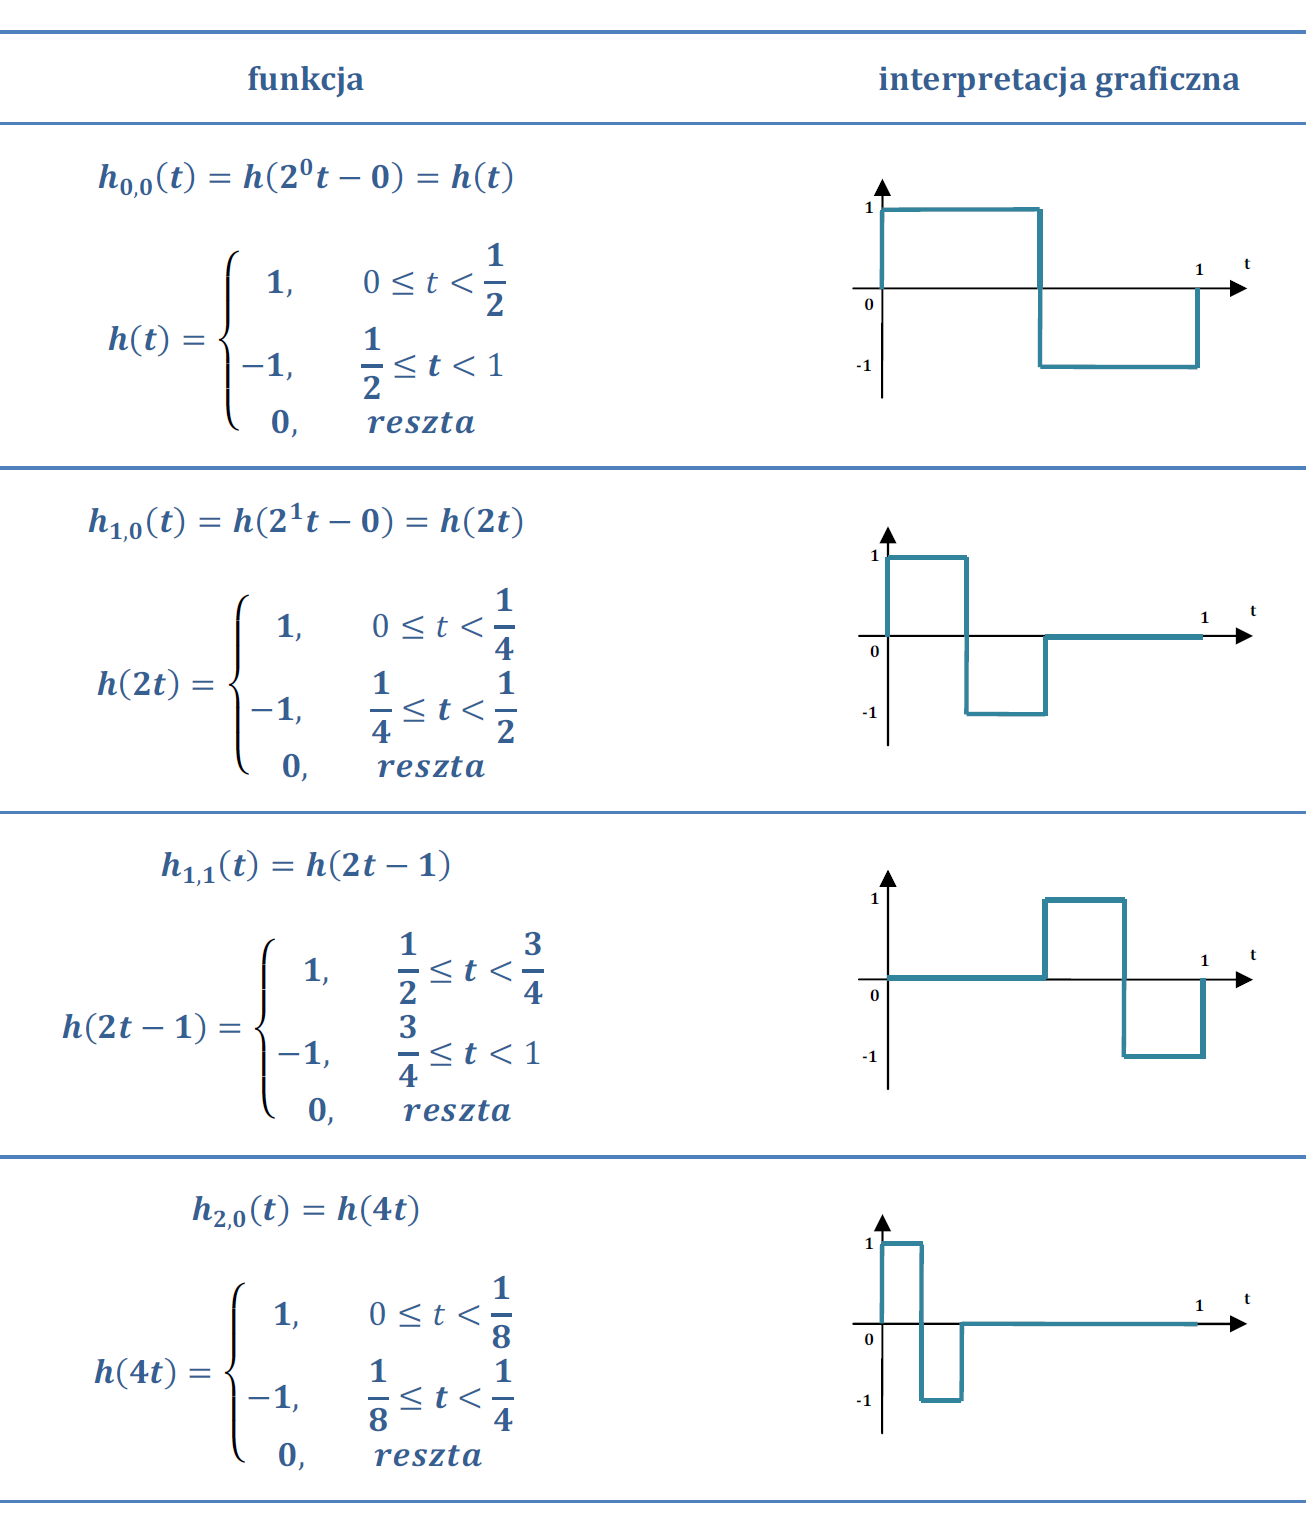 funkcja interpretacja graficzna
h₀,₀(t) = h(2⁰t − 0) = h(t)
h(t) = { 1, 0 ≤ t < 1/2
−1, 1/2 ≤ t < 1
0, reszta
1
0
-1
1 t
h₁,₀(t) = h(2¹t − 0) = h(2t)
h(2t) = { 1, 0 ≤ t < 1/4
−1, 1/4 ≤ t < 1/2
0, reszta
1
0
-1
1 t
h₁,₁(t) = h(2t − 1)
h(2t − 1) = { 1, 1/2 ≤ t < 3/4
−1, 3/4 ≤ t < 1
0, reszta
1
0
-1
1 t
h₂,₀(t) = h(4t)
h(4t) = { 1, 0 ≤ t < 1/8
−1, 1/8 ≤ t < 1/4
0, reszta
1
0
-1
1 t